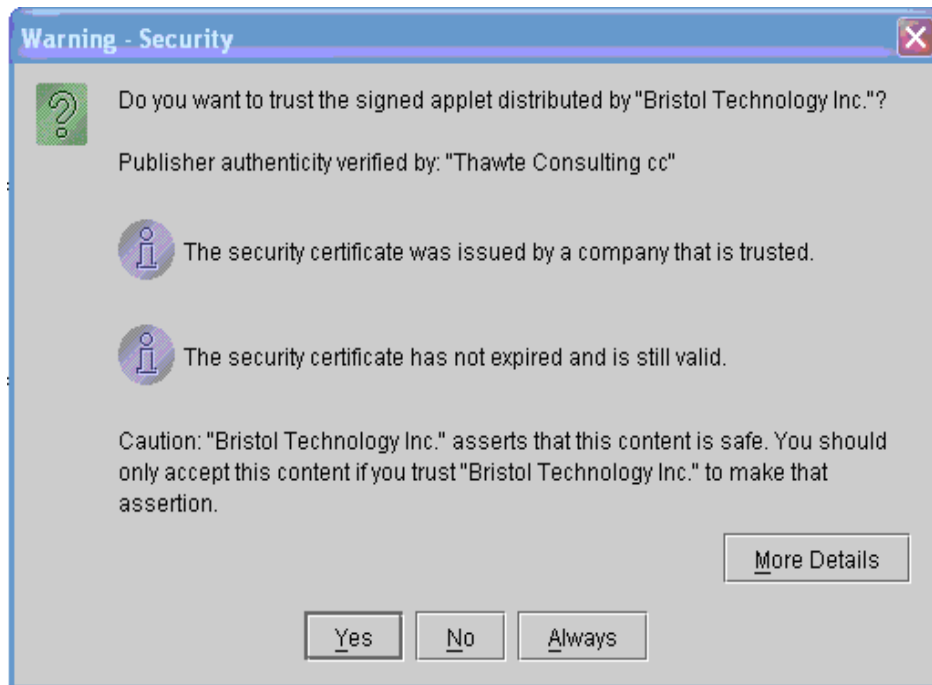 Warning - Security
Do you want to trust the signed applet distributed by "Bristol Technology Inc."?
Publisher authenticity verified by: "Thawte Consulting cc"
The security certificate was issued by a company that is trusted.
The security certificate has not expired and is still valid.
Caution: "Bristol Technology Inc." asserts that this content is safe. You should
only accept this content if you trust "Bristol Technology Inc." to make that
assertion.
More Details
Yes No Always